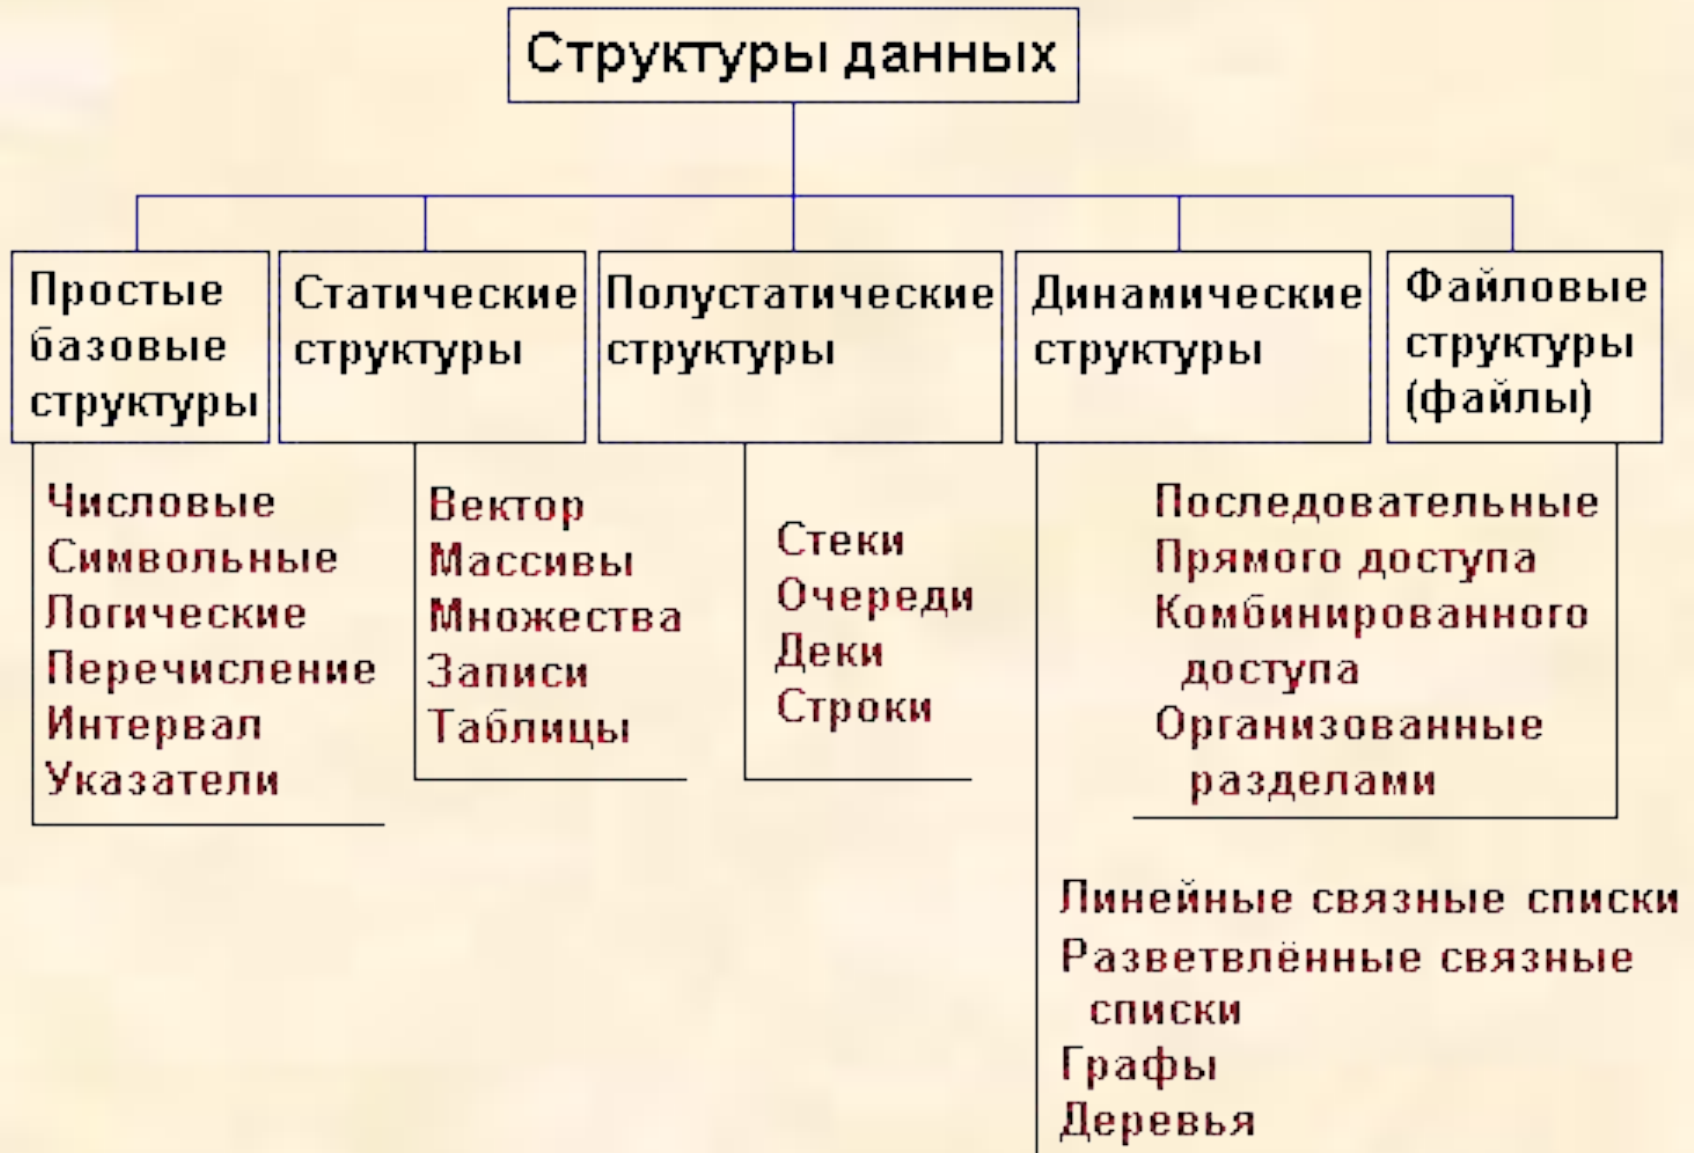 Структуры данных
Простые
базовые
структуры
Статические
структуры
Полустатические
структуры
Динамические
структуры
Файловые
структуры
(файлы)
Числовые
Символьные
Логические
Перечисление
Интервал
Указатели
Вектор
Массивы
Множества
Записи
Таблицы
Стеки
Очереди
Деки
Строки
Последовательные
Прямого доступа
Комбинированного
доступа
Организованные
разделами
Линейные связные списки
Разветвлённые связные
списки
Графы
Деревья